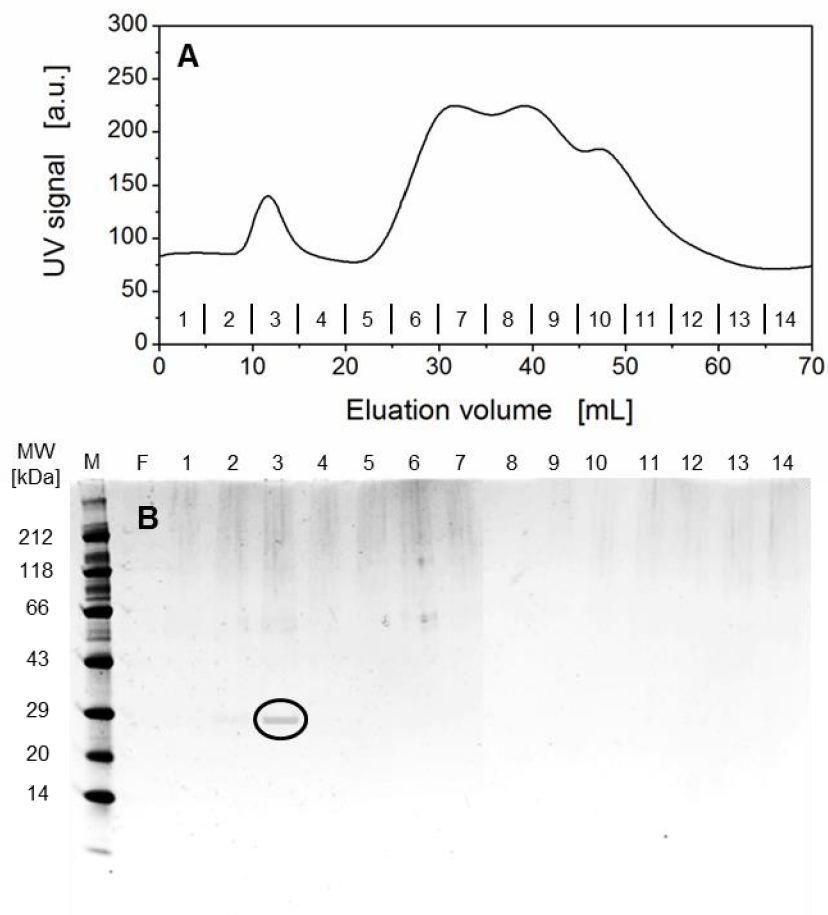 A
300
250
200
150
100
50
0
UV signal [a.u.]
1 | 2 | 3 | 4 | 5 | 6 | 7 | 8 | 9 | 10 | 11 | 12 | 13 | 14
0 10 20 30 40 50 60 70
Eluation volume [mL]
MW
[kDa]
M F 1 2 3 4 5 6 7 8 9 10 11 12 13 14
B
212
118
66
43
29
20
14